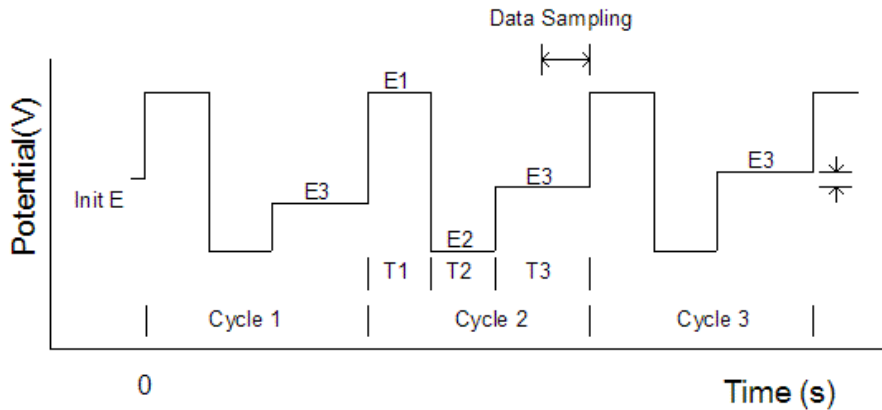 Data Sampling
Potential(V)
Init E
E1
E3
E3
E3
E2
T1 T2 T3
Cycle 1 Cycle 2 Cycle 3
0
Time (s)